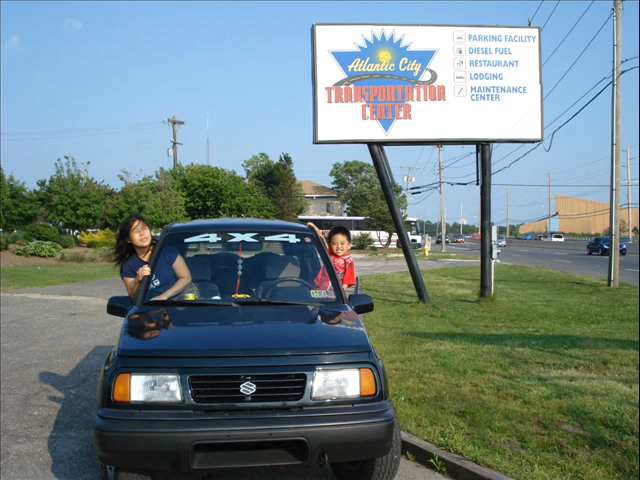 Atlantic City
TRANSPORTATION
CENTER
PARKING FACILITY
DIESEL FUEL
RESTAURANT
LODGING
MAINTENANCE
CENTER
4X4